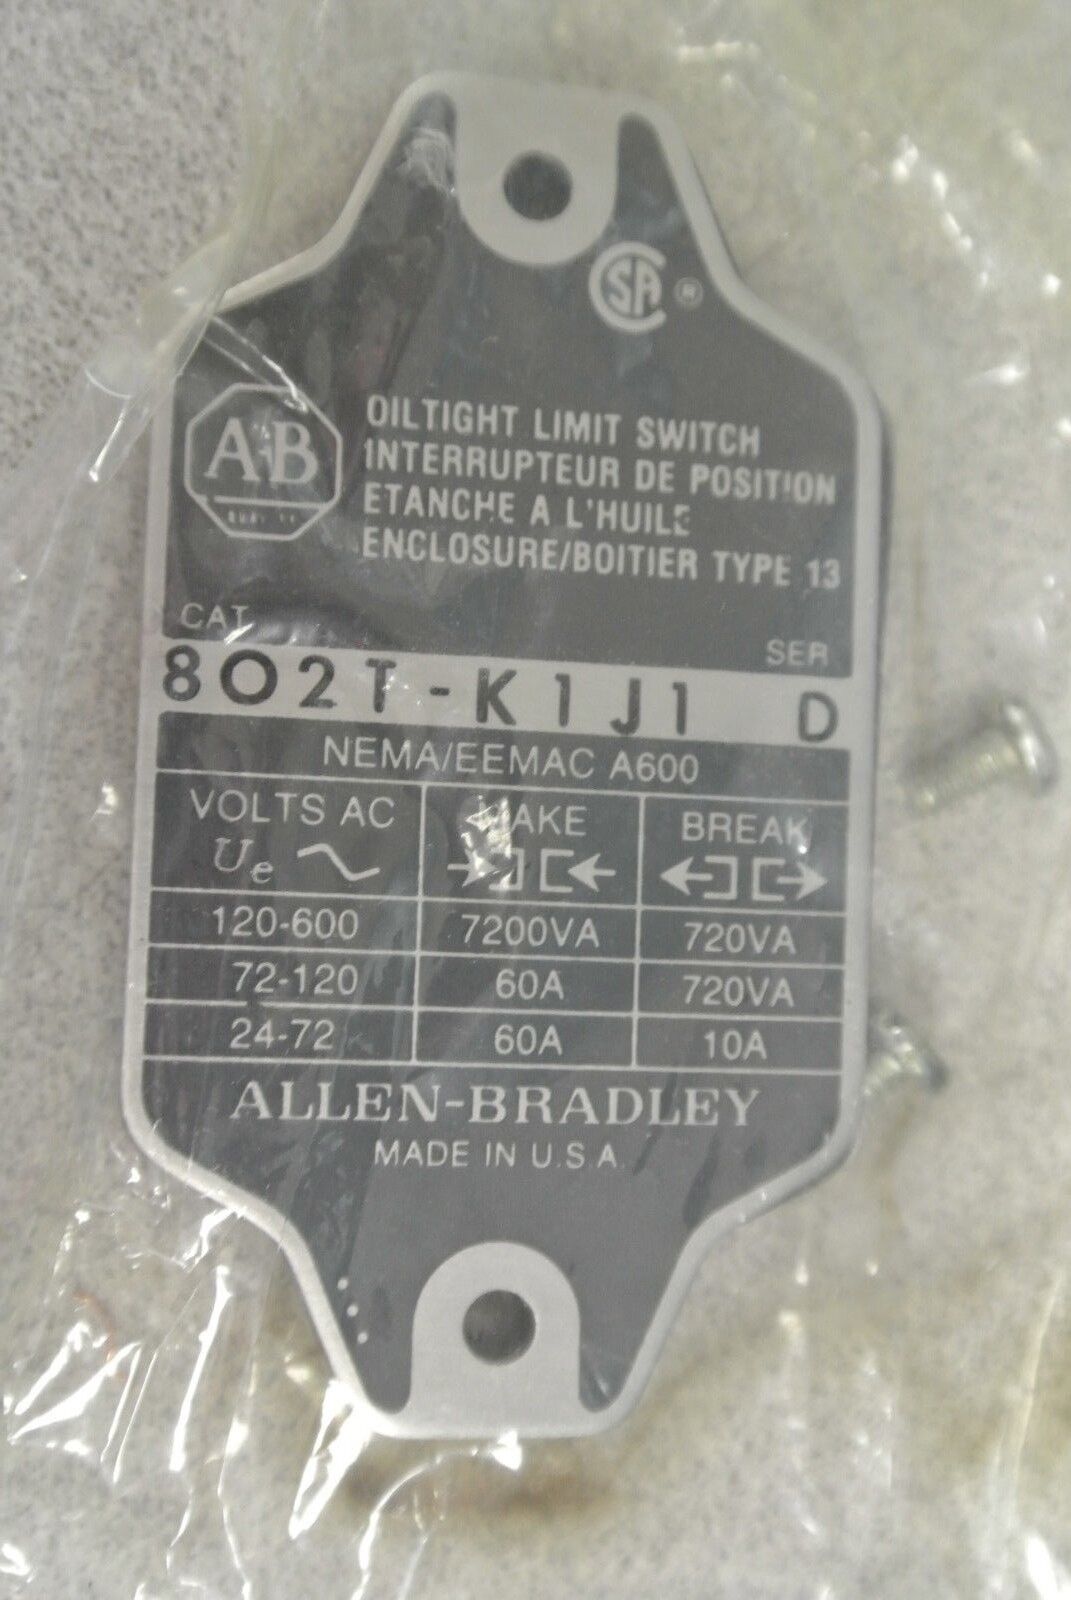 CSA ®
A-B
QUALITY
OILTIGHT LIMIT SWITCH
INTERRUPTEUR DE POSITION
ETANCHE A L'HUILE
ENCLOSURE/BOITIER TYPE 13
CAT. SER.
802T-K1J1 D
NEMA/EEMAC A600
VOLTS AC MAKE BREAK
Ue
120-600 7200VA 720VA
72-120 60A 720VA
24-72 60A 10A
ALLEN-BRADLEY
MADE IN U.S.A.